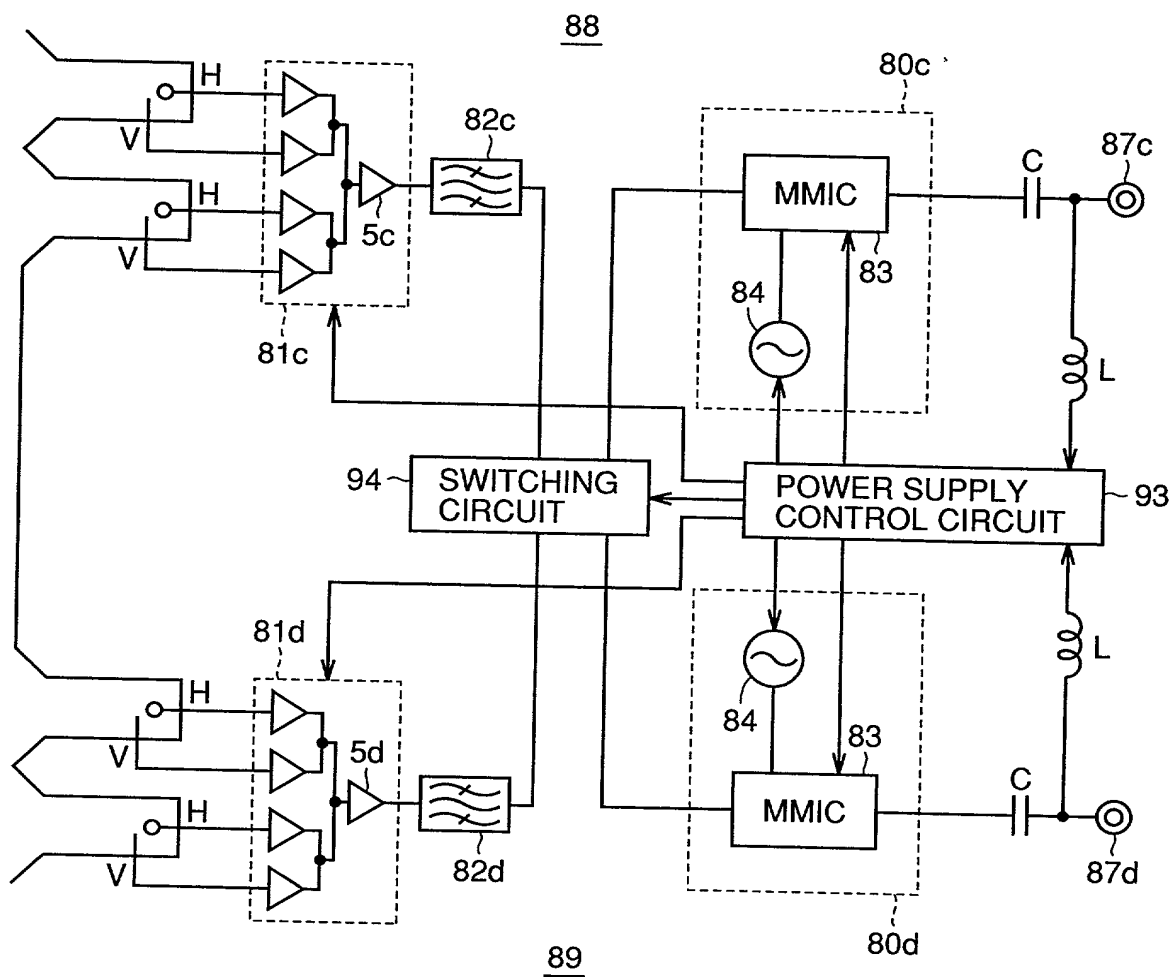 88
80c
H
V
82c
C
87c
MMIC
H
V
5c
83
84
81c
L
94
SWITCHING
CIRCUIT
POWER SUPPLY
CONTROL CIRCUIT
93
81d
84
L
H
V
5d
83
C
MMIC
H
V
82d
87d
80d
89